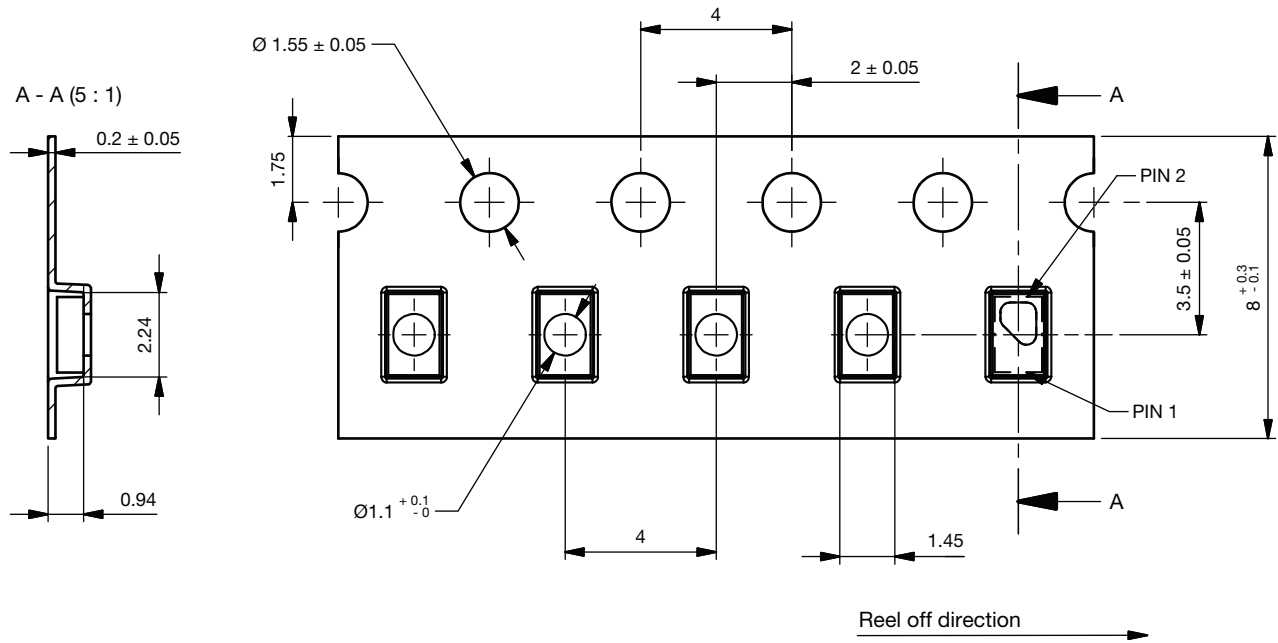 4
Ø 1.55 ± 0.05
2 ± 0.05
A - A (5 : 1)
A
0.2 ± 0.05
1.75
PIN 2
3.5 ± 0.05
8 +0.3 -0.1
2.24
PIN 1
0.94
A
Ø1.1 +0.1 -0
4
1.45
Reel off direction